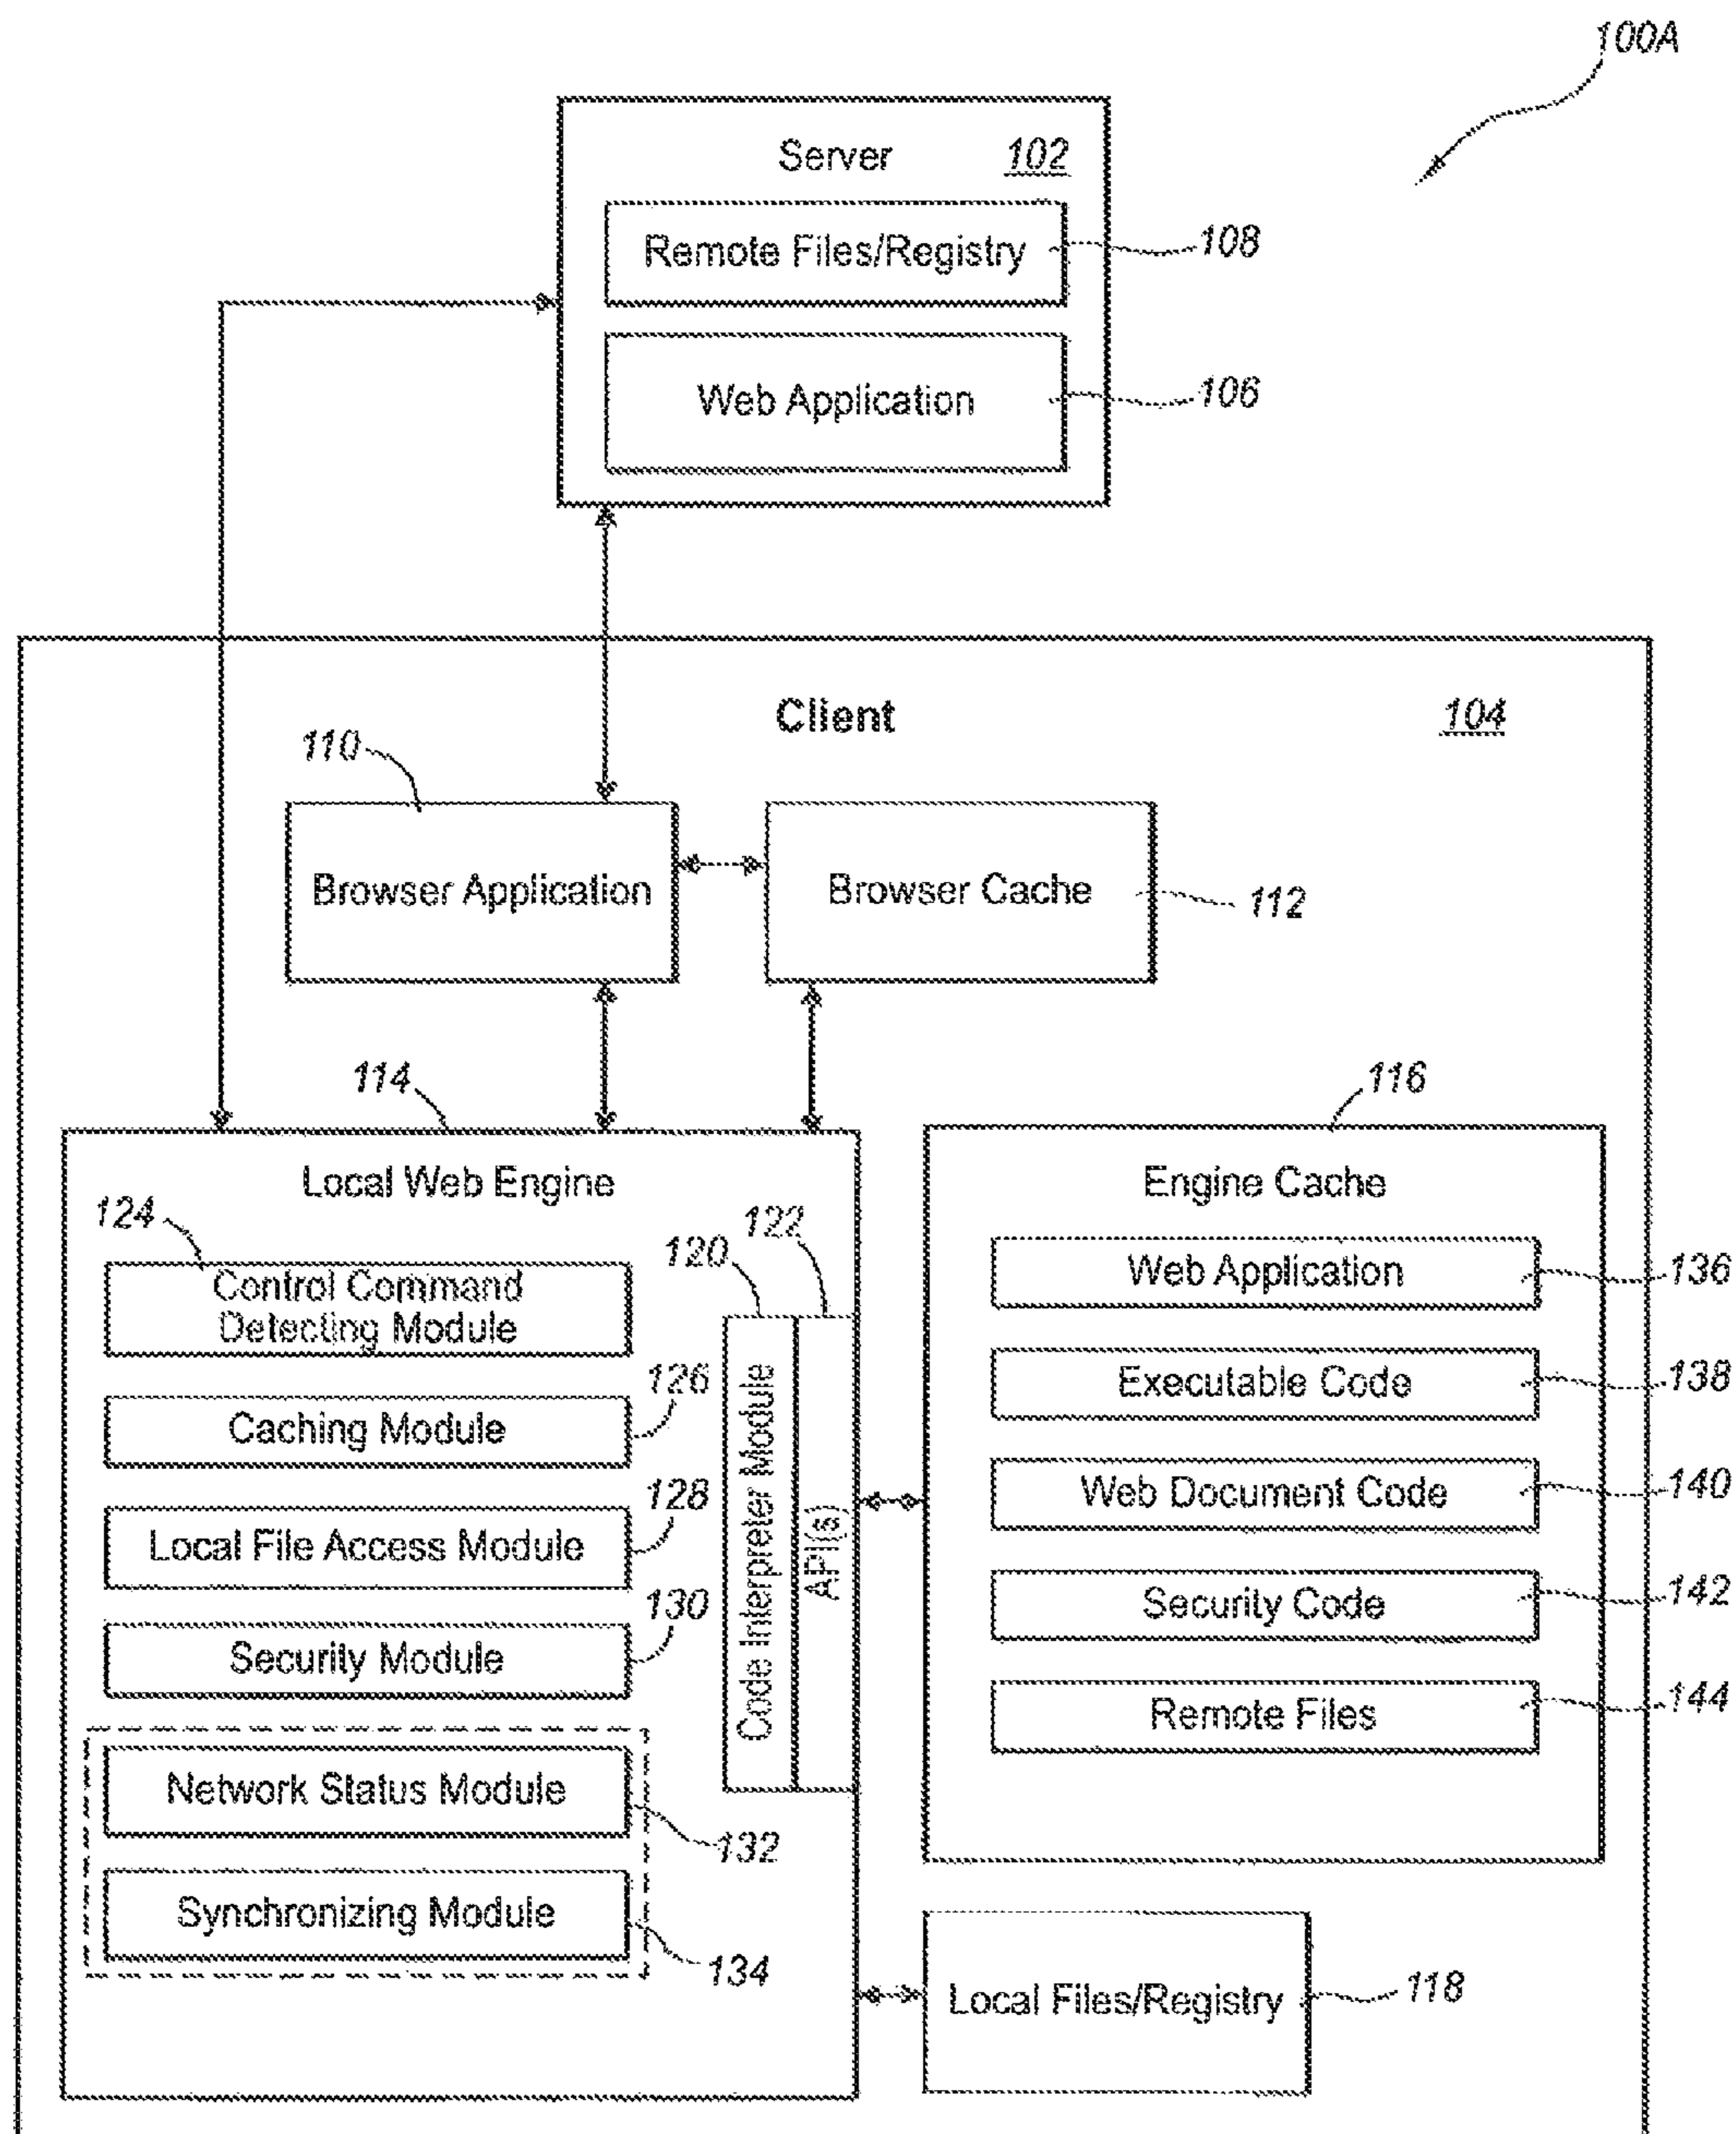 100A
Server 102
Remote Files/Registry 108
Web Application 106
Client 104
110
Browser Application
Browser Cache 112
114
116
Local Web Engine
Engine Cache
124
120
122
Control Command
Detecting Module
Caching Module 126
Local File Access Module 128
Security Module 130
Network Status Module 132
Synchronizing Module 134
Code Interpreter Module
API(s)
Web Application 136
Executable Code 138
Web Document Code 140
Security Code 142
Remote Files 144
Local Files/Registry 118